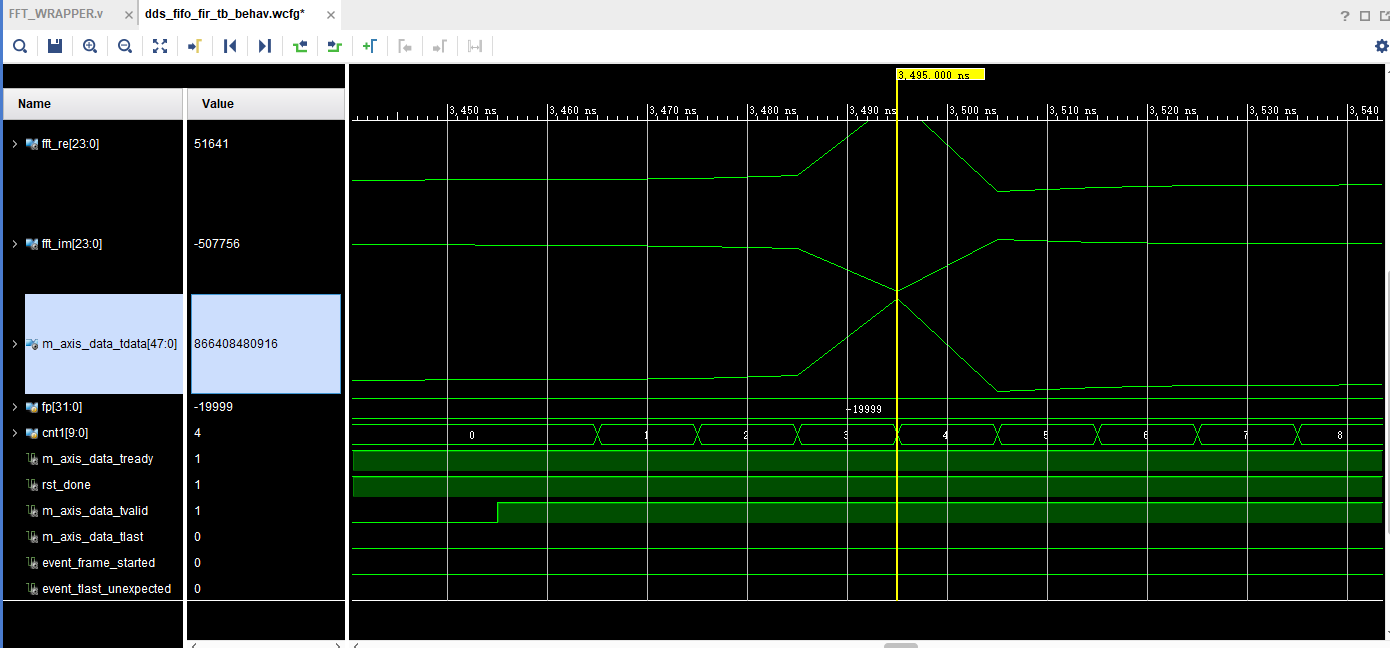 FFT_WRAPPER.v × dds_fifo_fir_tb_behav.wcfg* ×
3,495.000 ns
Name Value
3,450 ns 3,460 ns 3,470 ns 3,480 ns 3,490 ns 3,500 ns 3,510 ns 3,520 ns 3,530 ns 3,540
fft_re[23:0] 51641
fft_im[23:0] -507756
m_axis_data_tdata[47:0] 866408480916
fp[31:0] -19999 -19999
cnt1[9:0] 4 0 1 2 3 4 5 6 7 8
m_axis_data_tready 1
rst_done 1
m_axis_data_tvalid 1
m_axis_data_tlast 0
event_frame_started 0
event_tlast_unexpected 0